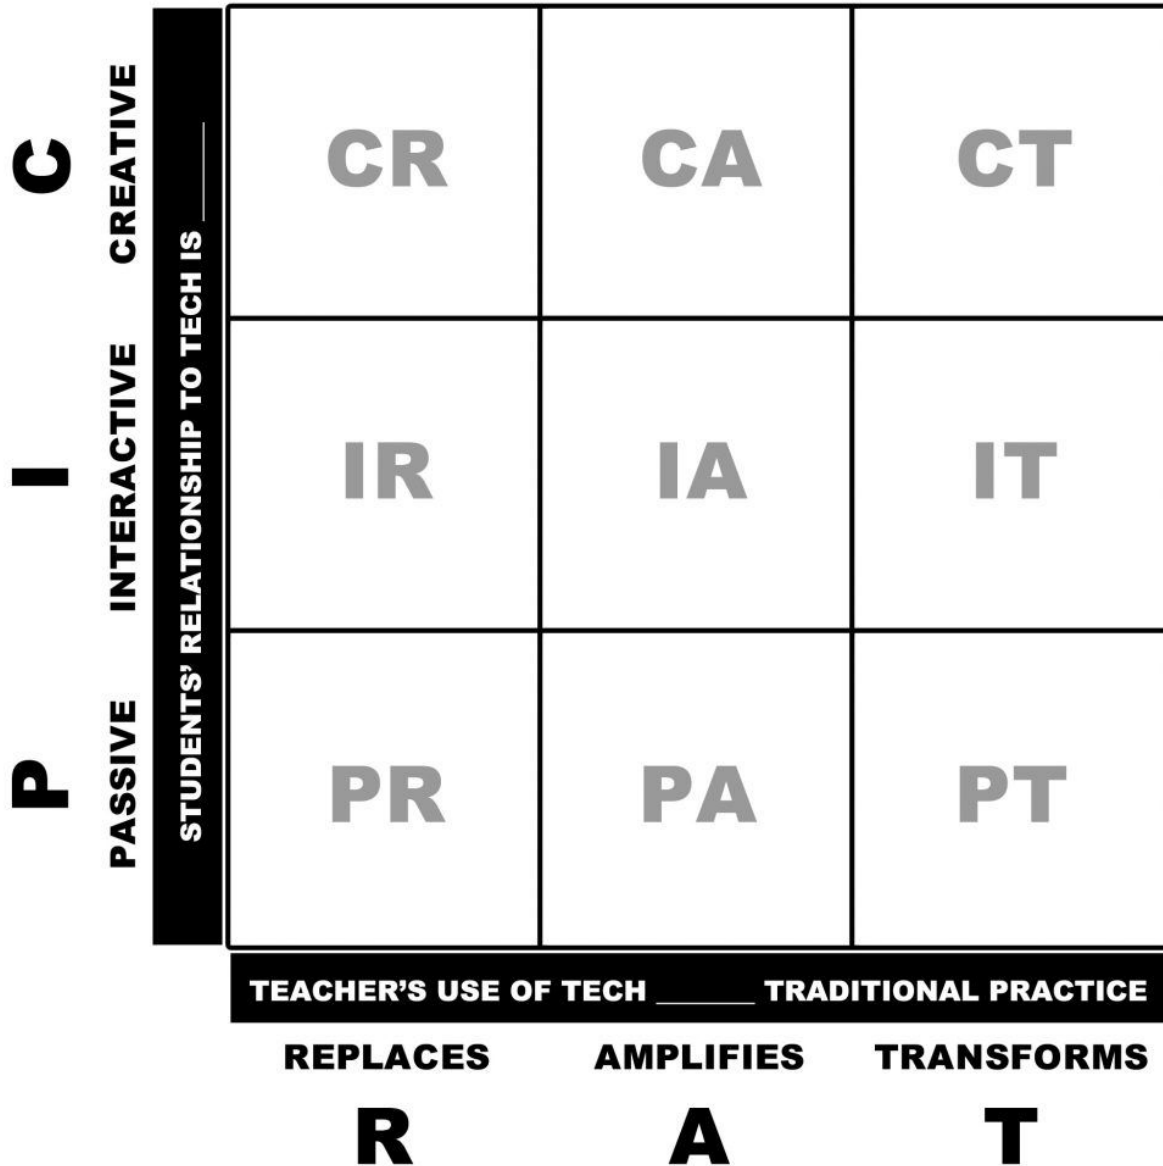 C
CREATIVE
I
INTERACTIVE
P
PASSIVE
STUDENTS’ RELATIONSHIP TO TECH IS ______
CR CA CT
IR IA IT
PR PA PT
TEACHER’S USE OF TECH ______ TRADITIONAL PRACTICE
REPLACES AMPLIFIES TRANSFORMS
R A T